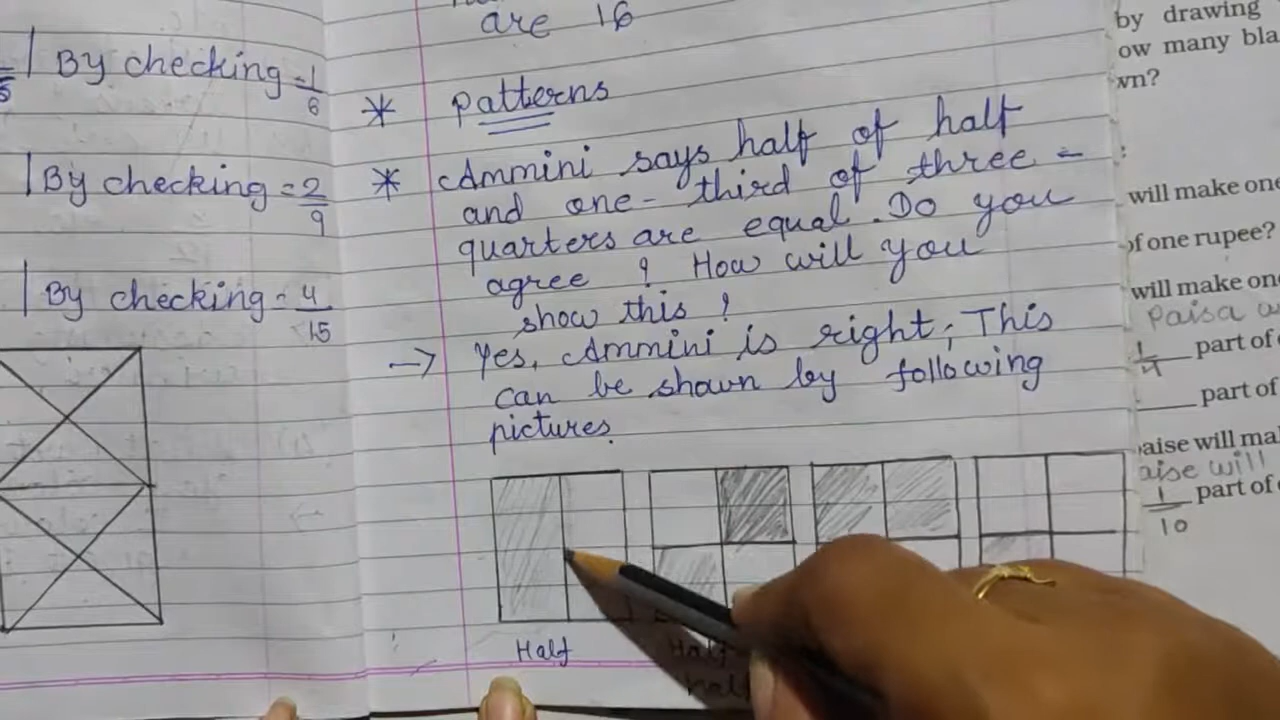 are 16
By checking = 1/6
By checking = 2/9
By checking = 4/15
* Patterns
* Ammini says half of half
and one-third of three-
quarters are equal. Do you
agree? How will you
show this?
→ Yes, Ammini is right, This
can be shown by following
pictures.
Half
Half
half
by drawing
ow many bla
wn?
will make one
of one rupee?
will make one
Paisa
1/4 part of
part of
aise will ma
aise will
1/10 part of